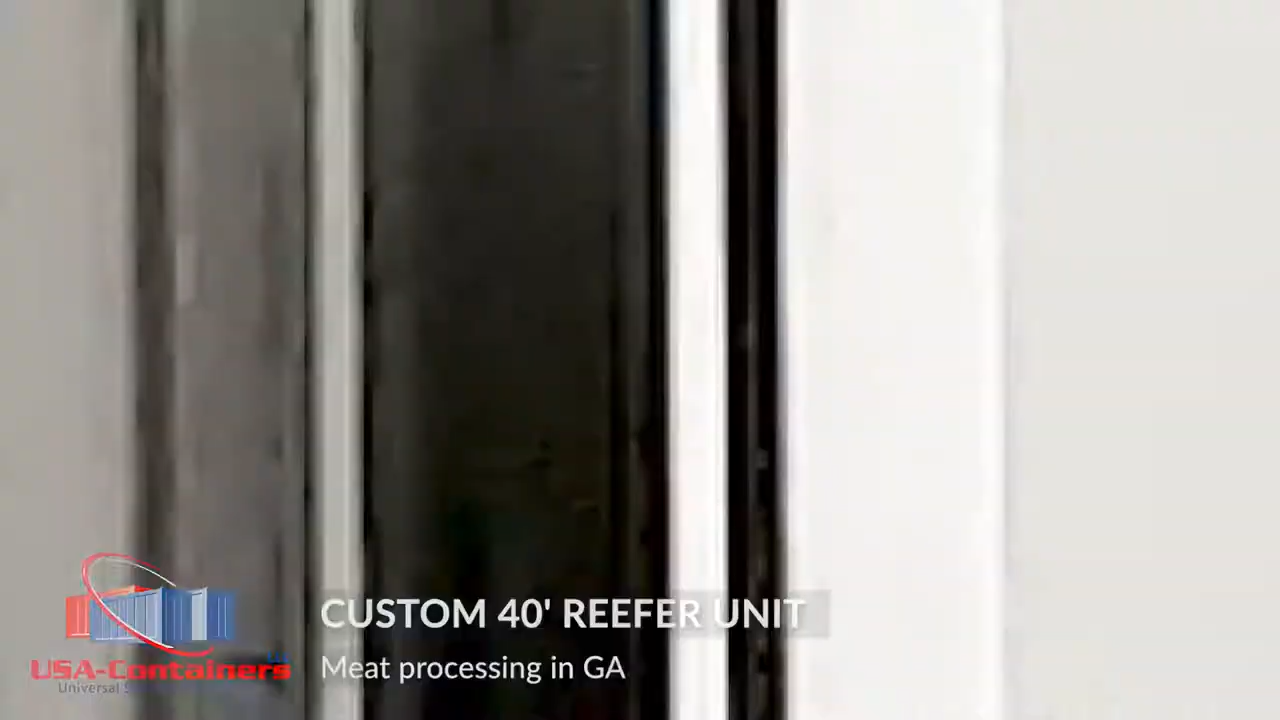 CUSTOM 40' REEFER UNIT
Meat processing in GA
USA-Containers
Universal